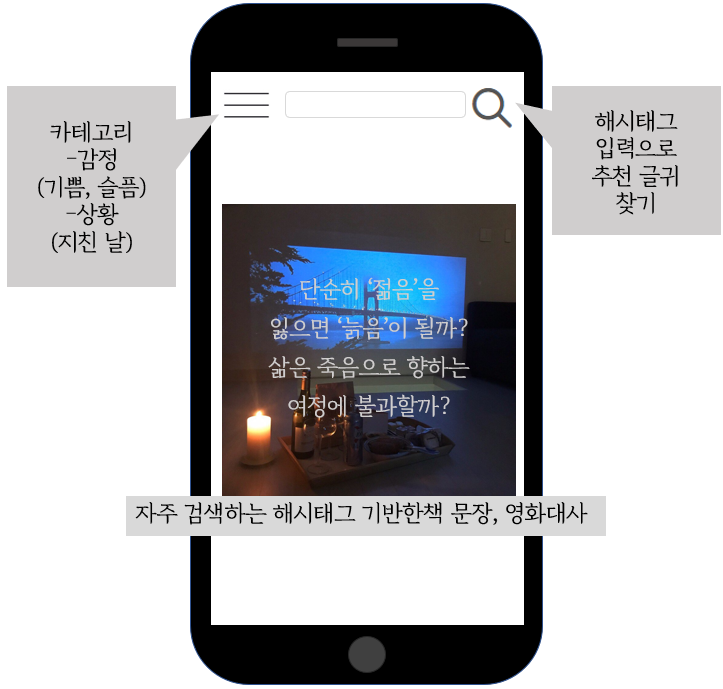 카테고리
-감정
(기쁨, 슬픔)
-상황
(지친 날)
해시태그
입력으로
추천 글귀
찾기
단순히 ‘젊음’을
잃으면 ‘늙음’이 될까?
삶은 죽음으로 향하는
여정에 불과할까?
자주 검색하는 해시태그 기반한책 문장, 영화대사